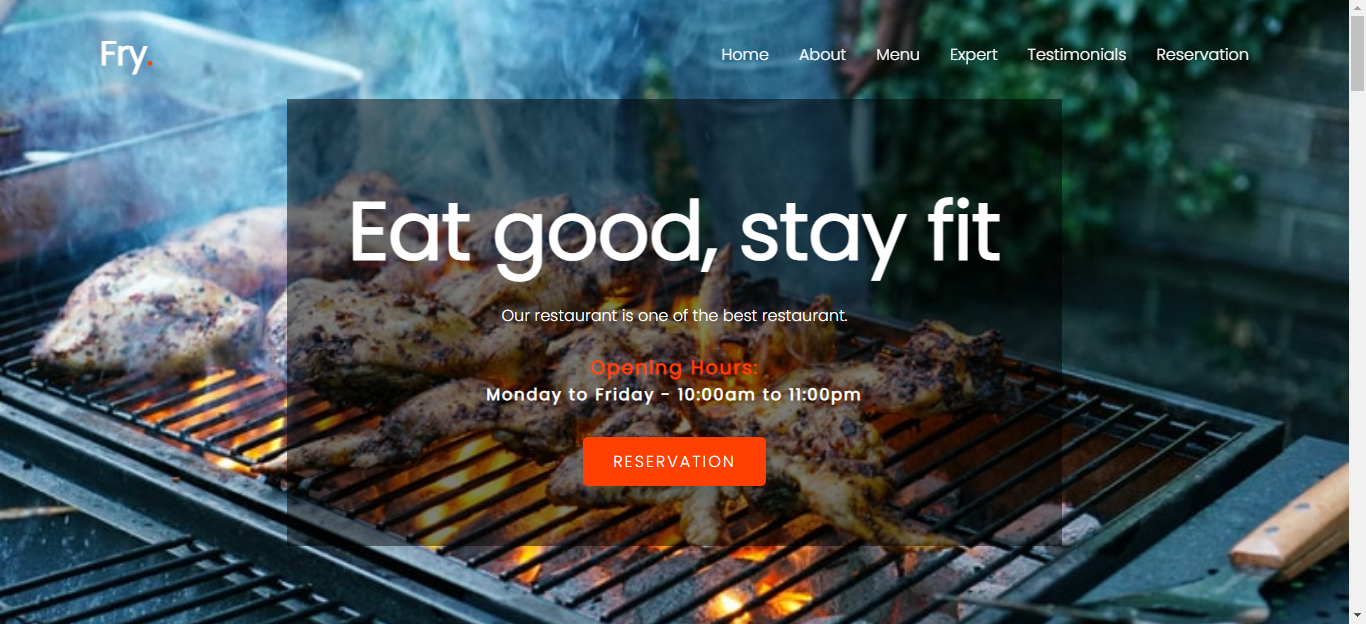 Fry.
Home About Menu Expert Testimonials Reservation
Eat good, stay fit
Our restaurant is one of the best restaurant.
Opening Hours:
Monday to Friday - 10:00am to 11:00pm
RESERVATION